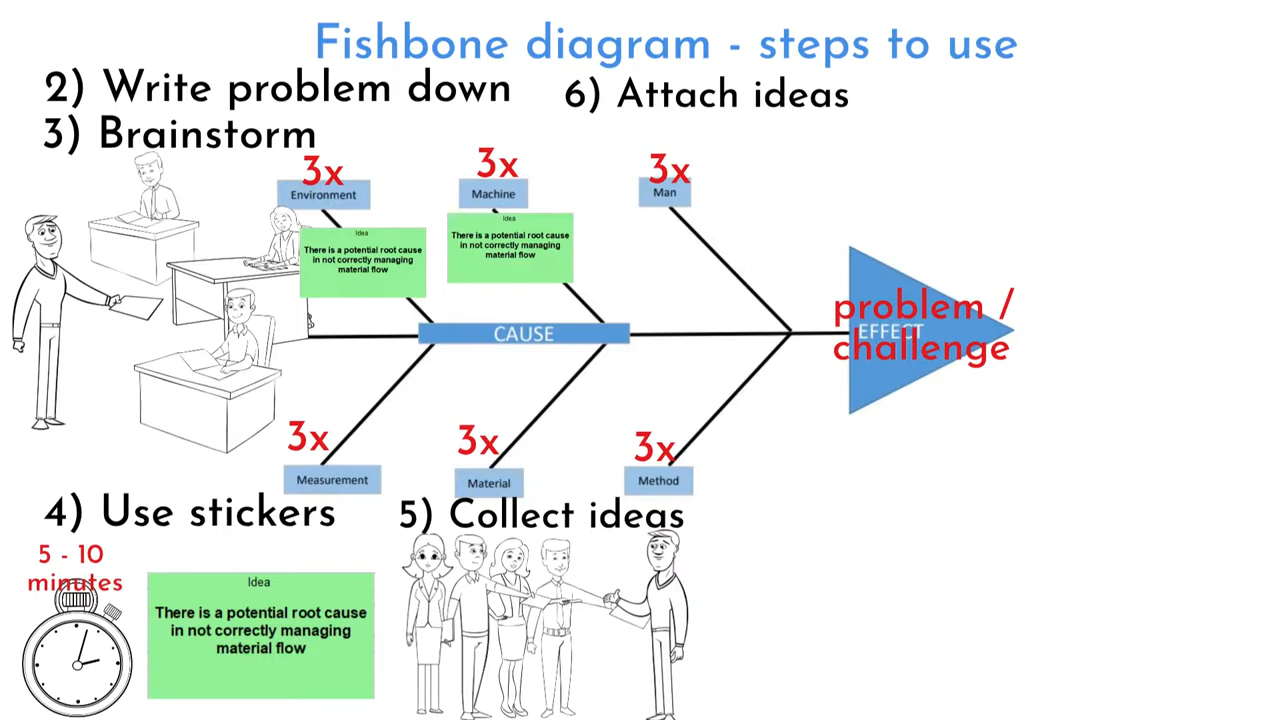 Fishbone diagram - steps to use
2) Write problem down
6) Attach ideas
3) Brainstorm
3x
3x
3x
Environment
Machine
Man
Idea
There is a potential root cause
in not correctly managing
material flow
Idea
There is a potential root cause
in not correctly managing
material flow
CAUSE
EFFECT
problem /
challenge
3x
3x
3x
Measurement
Material
Method
4) Use stickers
5) Collect ideas
5 - 10
minutes
Idea
There is a potential root cause
in not correctly managing
material flow